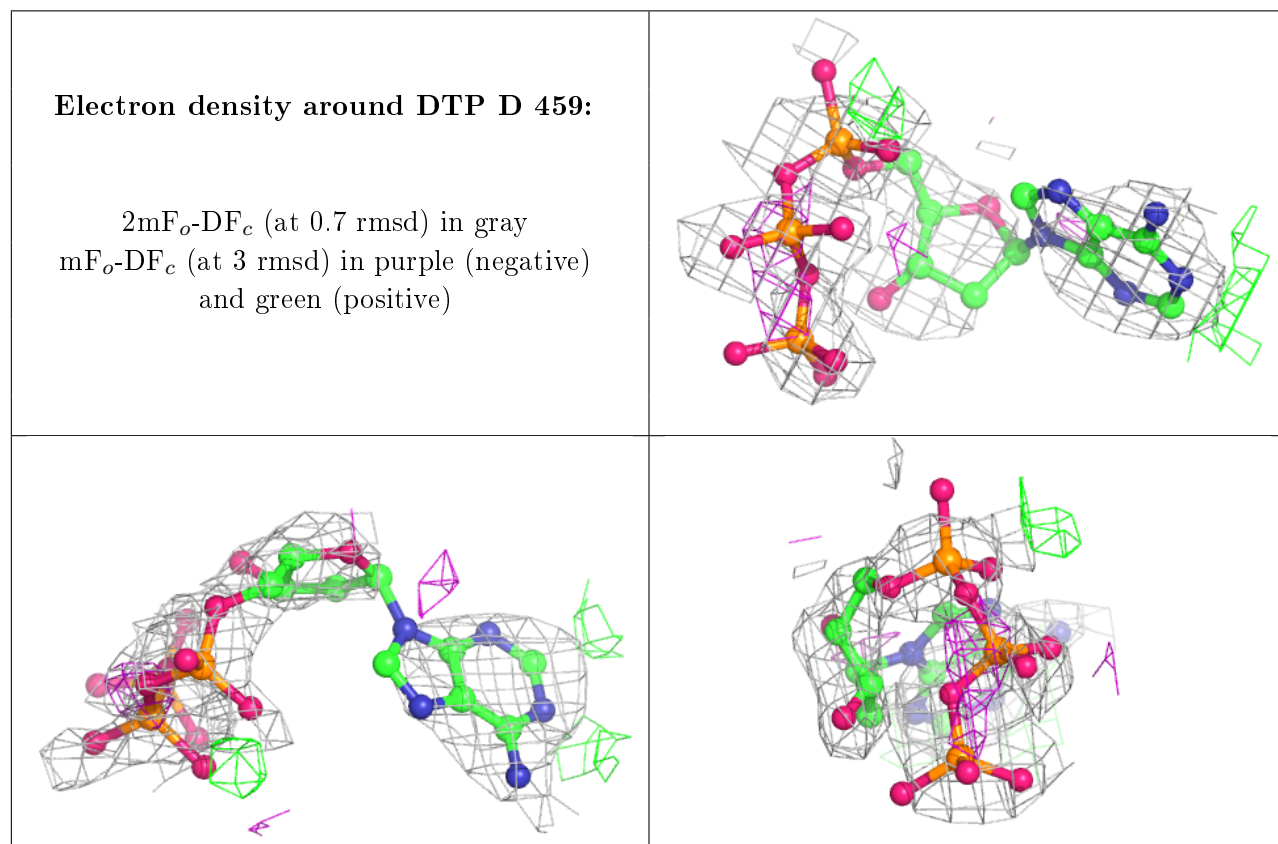 Electron density around DTP D 459:
2mFo-DFc (at 0.7 rmsd) in gray
mFo-DFc (at 3 rmsd) in purple (negative)
and green (positive)